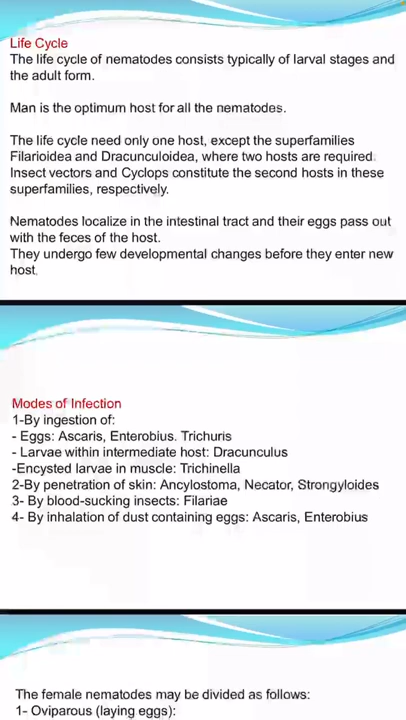 Life Cycle
The life cycle of nematodes consists typically of larval stages and
the adult form.
Man is the optimum host for all the nematodes.
The life cycle need only one host, except the superfamilies
Filarioidea and Dracunculoidea, where two hosts are required.
Insect vectors and Cyclops constitute the second hosts in these
superfamilies, respectively.
Nematodes localize in the intestinal tract and their eggs pass out
with the feces of the host.
They undergo few developmental changes before they enter new
host.
Modes of Infection
1-By ingestion of:
- Eggs: Ascaris, Enterobius. Trichuris
- Larvae within intermediate host: Dracunculus
-Encysted larvae in muscle: Trichinella
2-By penetration of skin: Ancylostoma, Necator, Strongyloides
3- By blood-sucking insects: Filariae
4- By inhalation of dust containing eggs: Ascaris, Enterobius
The female nematodes may be divided as follows:
1- Oviparous (laying eggs):